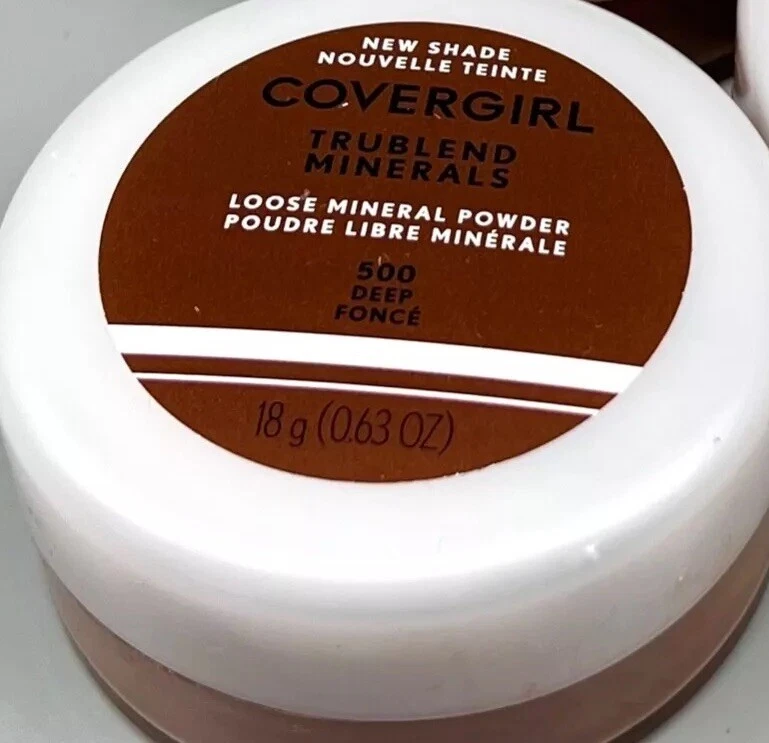 NEW SHADE
NOUVELLE TEINTE
COVERGIRL
TRUBLEND
MINERALS
LOOSE MINERAL POWDER
POUDRE LIBRE MINÉRALE
500
DEEP
FONCÉ
18 g (0.63 OZ)